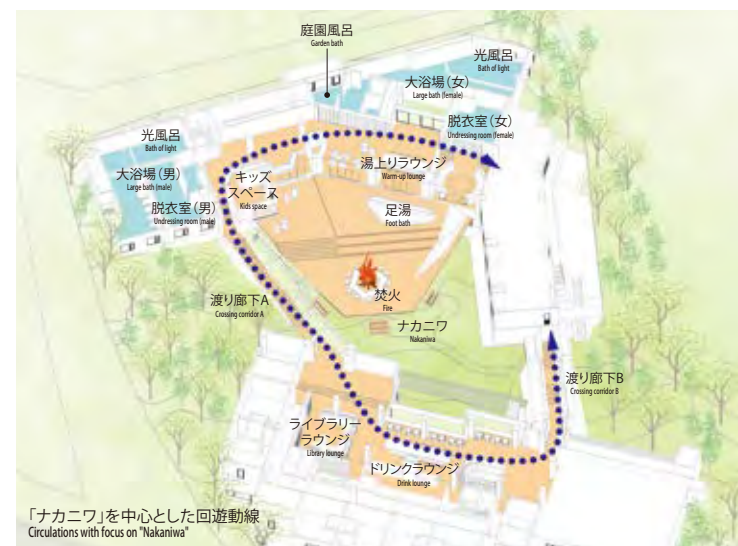 庭園風呂
Garden bath
光風呂
Bath of light
大浴場(女)
Large bath (female)
脱衣室(女)
Undressing room (female)
光風呂
Bath of light
大浴場(男)
Large bath (male)
脱衣室(男)
Undressing room (male)
キッズ
スペース
Kids space
湯上りラウンジ
Warm-up lounge
足湯
Foot bath
焚火
Fire
ナカニワ
Nakaniwa
渡り廊下A
Crossing corridor A
渡り廊下B
Crossing corridor B
ライブラリー
ラウンジ
Library lounge
ドリンクラウンジ
Drink lounge
「ナカニワ」を中心とした回遊動線
Circulations with focus on "Nakaniwa"